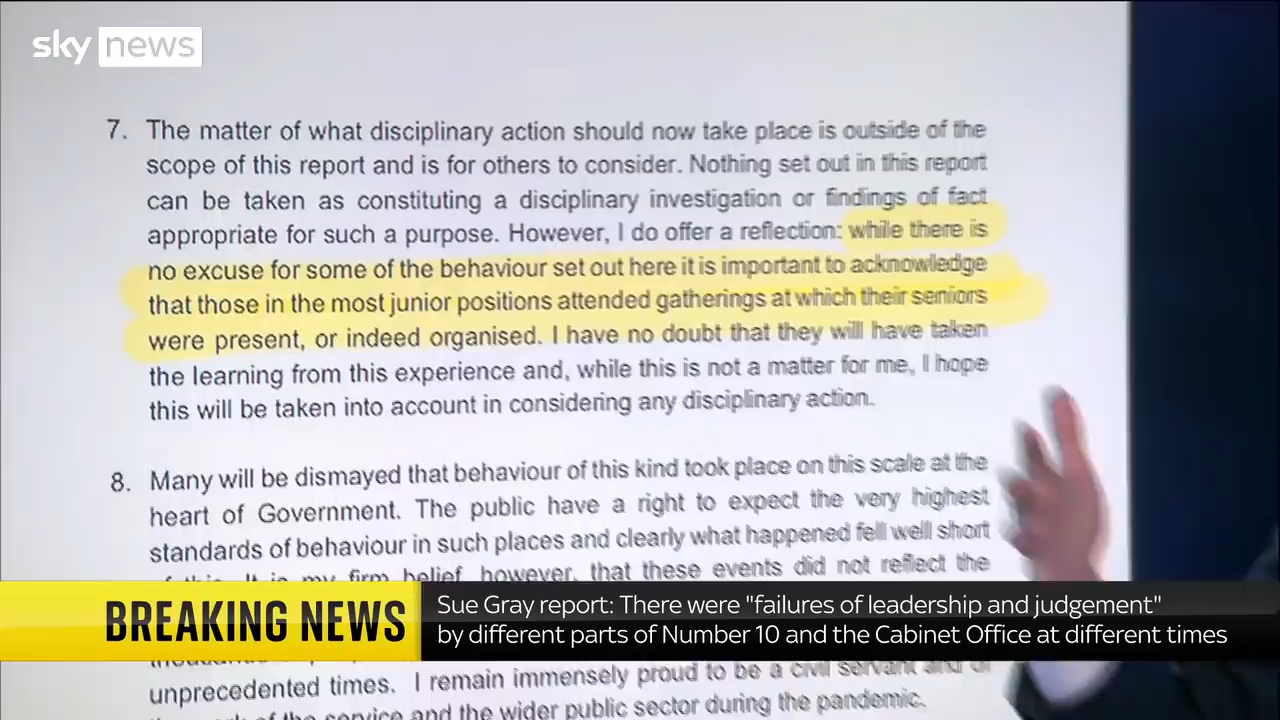 sky news
7. The matter of what disciplinary action should now take place is outside of the
scope of this report and is for others to consider. Nothing set out in this report
can be taken as constituting a disciplinary investigation or findings of fact
appropriate for such a purpose. However, I do offer a reflection: while there is
no excuse for some of the behaviour set out here it is important to acknowledge
that those in the most junior positions attended gatherings at which their seniors
were present, or indeed organised. I have no doubt that they will have taken
the learning from this experience and, while this is not a matter for me, I hope
this will be taken into account in considering any disciplinary action.
8. Many will be dismayed that behaviour of this kind took place on this scale at the
heart of Government. The public have a right to expect the very highest
standards of behaviour in such places and clearly what happened fell well short
of this. It is my firm belief, however, that these events did not reflect the
BREAKING NEWS
Sue Gray report: There were "failures of leadership and judgement"
by different parts of Number 10 and the Cabinet Office at different times
unprecedented times. I remain immensely proud to be a civil servant and of
the work of the service and the wider public sector during the pandemic.